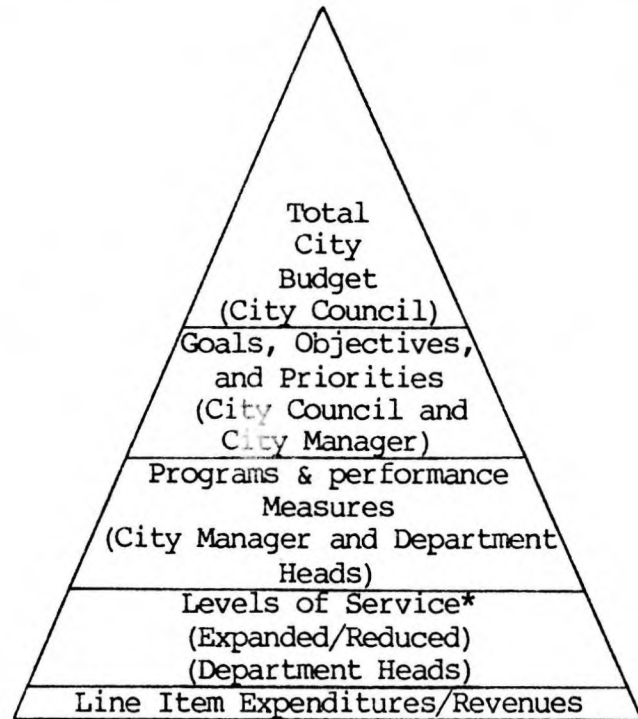 Total
City
Budget
(City Council)
Goals, Objectives,
and Priorities
(City Council and
City Manager)
Programs & performance
Measures
(City Manager and Department
Heads)
Levels of Service*
(Expanded/Reduced)
(Department Heads)
Line Item Expenditures/Revenues